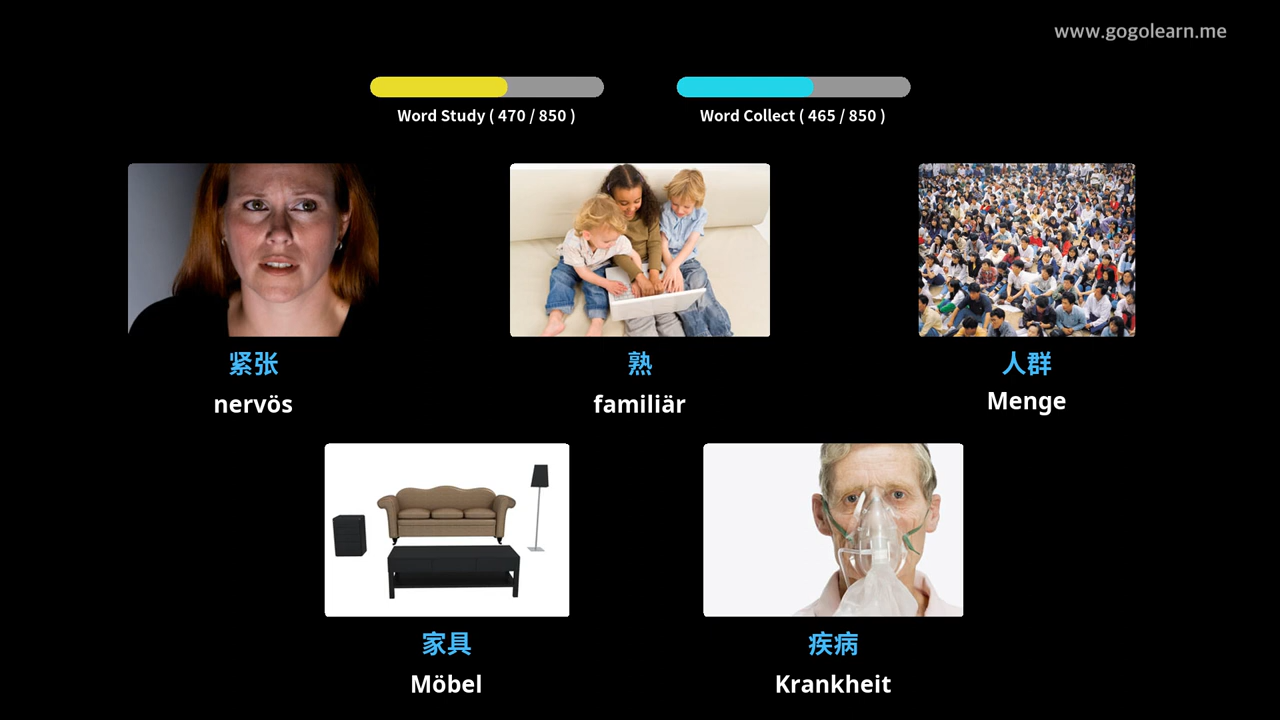 www.gogolearn.me
Word Study ( 470 / 850 )
Word Collect ( 465 / 850 )
紧张
nervös
熟
familiär
人群
Menge
家具
Möbel
疾病
Krankheit